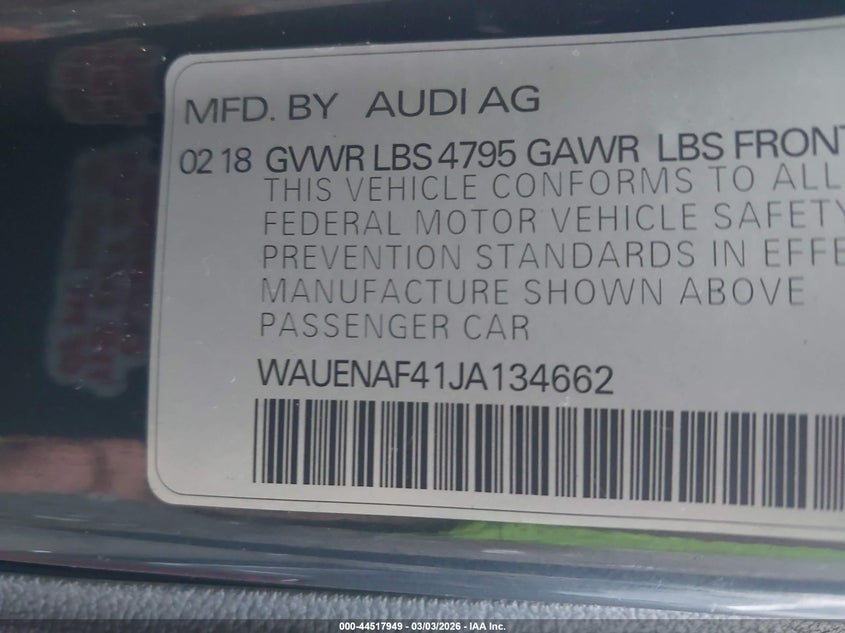 MFD. BY AUDI AG
02 18 GVWR LBS 4795 GAWR LBS FRONT
THIS VEHICLE CONFORMS TO ALL
FEDERAL MOTOR VEHICLE SAFETY
PREVENTION STANDARDS IN EFFE
MANUFACTURE SHOWN ABOVE
PASSENGER CAR
WAUENAF41JA134662
000-44517949 - 03/03/2026 - IAA Inc.